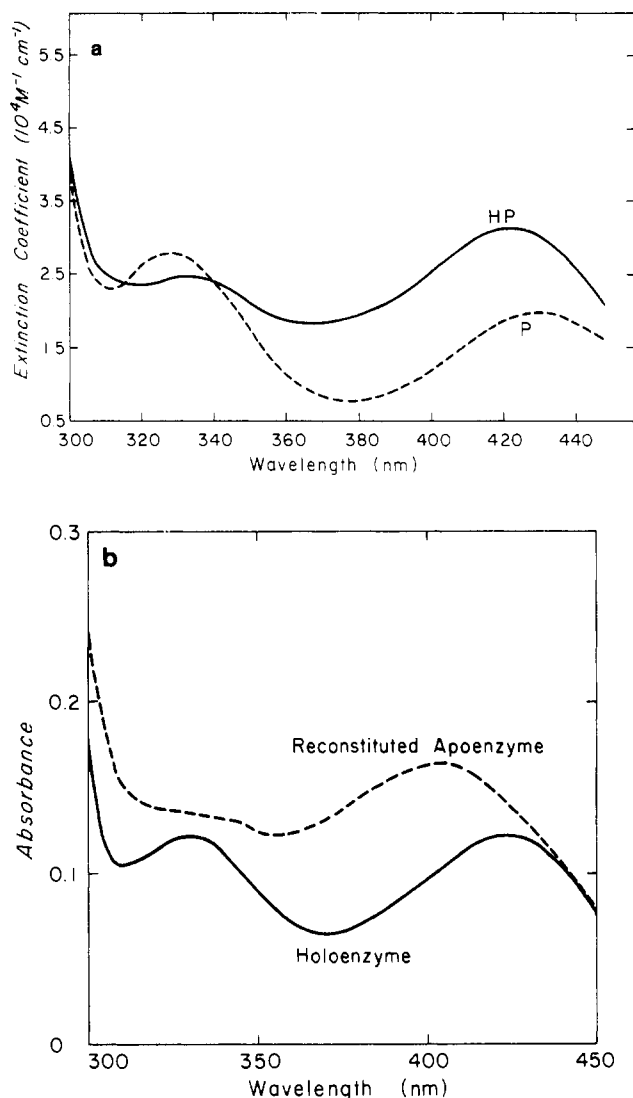 a
Extinction Coefficient (10⁴M⁻¹ cm⁻¹)
5.5
4.5
3.5
2.5
1.5
0.5
HP
P
300 320 340 360 380 400 420 440
Wavelength (nm)
b
Absorbance
0.3
0.2
0.1
0
Reconstituted Apoenzyme
Holoenzyme
300 350 400 450
Wavelength (nm)